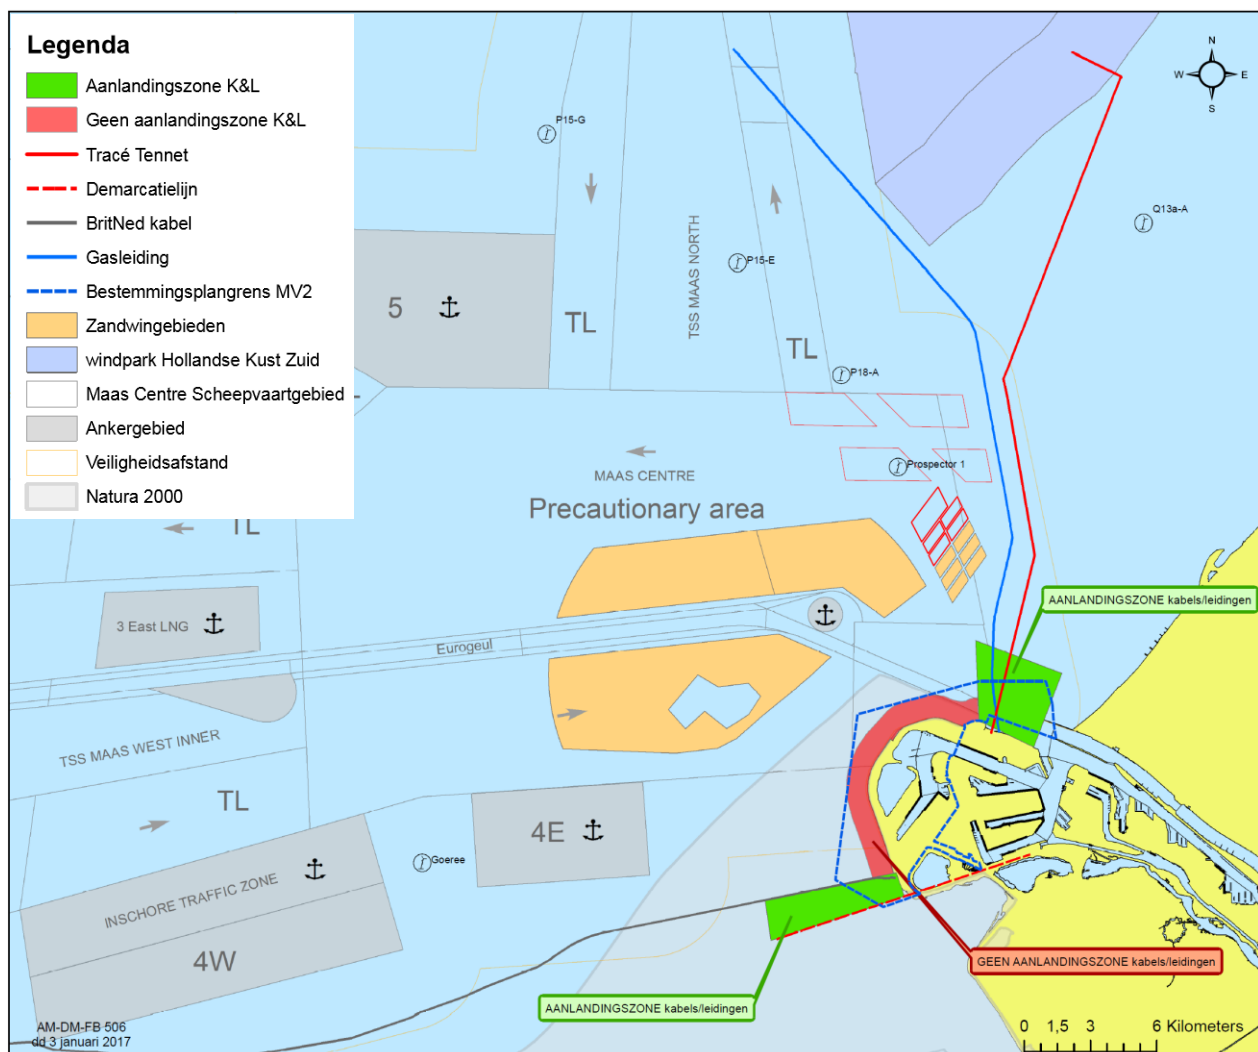 Legenda
Aanlandingszone K&L
Geen aanlandingszone K&L
Tracé Tennet
Demarcatielijn
BritNed kabel
Gasleiding
Bestemmingsplangrens MV2
Zandwingebieden
windpark Hollandse Kust Zuid
Maas Centre Scheepvaartgebied
Ankergebied
Veiligheidsafstand
Natura 2000
N
W E
S
P15-G
Q13a-A
P15-E
TSS MAAS NORTH
5
TL
TL
P18-A
Prospector 1
MAAS CENTRE
Precautionary area
TL
AANLANDINGSZONE kabels/leidingen
3 East LNG
Eurogeul
TSS MAAS WEST INNER
TL
4E
Goeree
INSCHORE TRAFFIC ZONE
4W
GEEN AANLANDINGSZONE kabels/leidingen
AANLANDINGSZONE kabels/leidingen
AM-DM-FB 506
dd 3 januari 2017
0 1,5 3 6 Kilometers